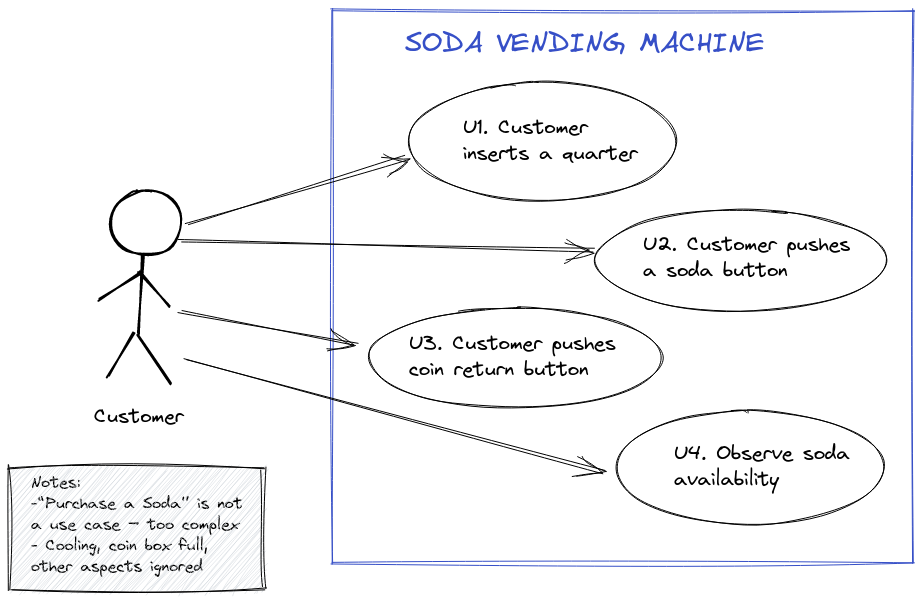 SODA VENDING MACHINE
U1. Customer
inserts a quarter
U2. Customer pushes
a soda button
U3. Customer pushes
coin return button
U4. Observe soda
availability
Customer
Notes:
-"Purchase a Soda" is not
a use case - too complex
- Cooling, coin box full,
other aspects ignored